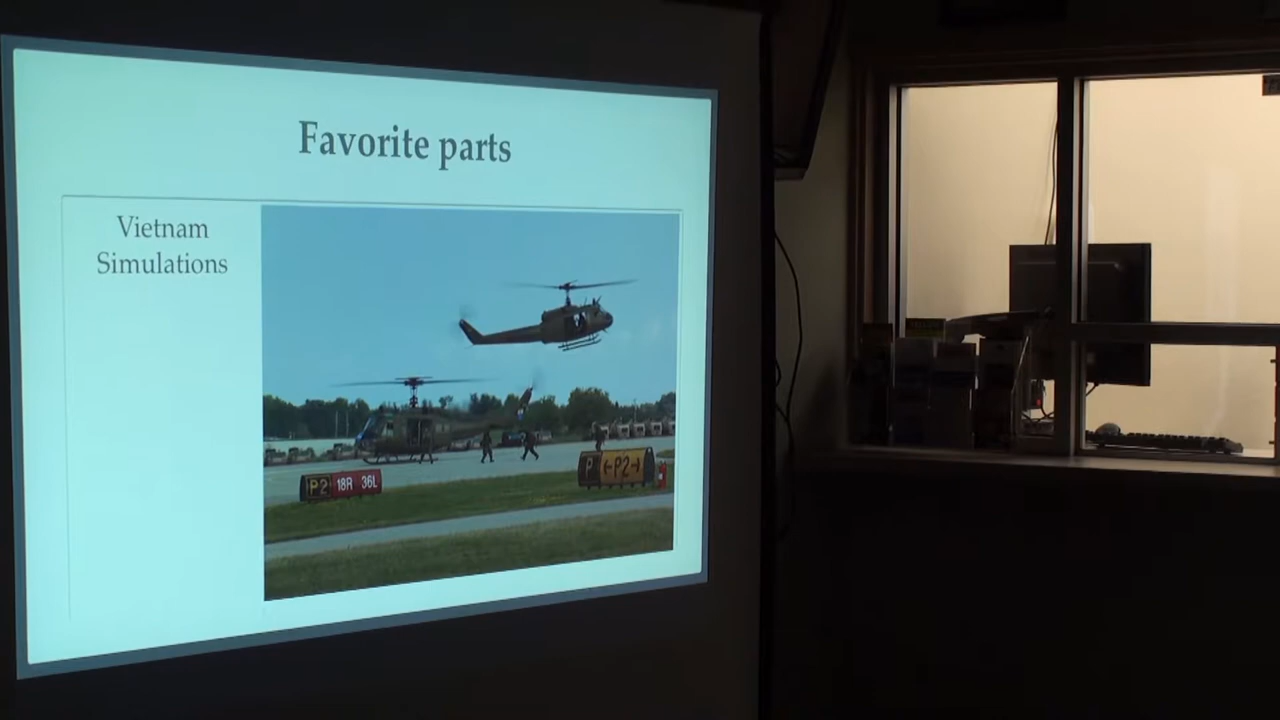 Favorite parts
Vietnam
Simulations
P2 18R 36L
P ←P2→